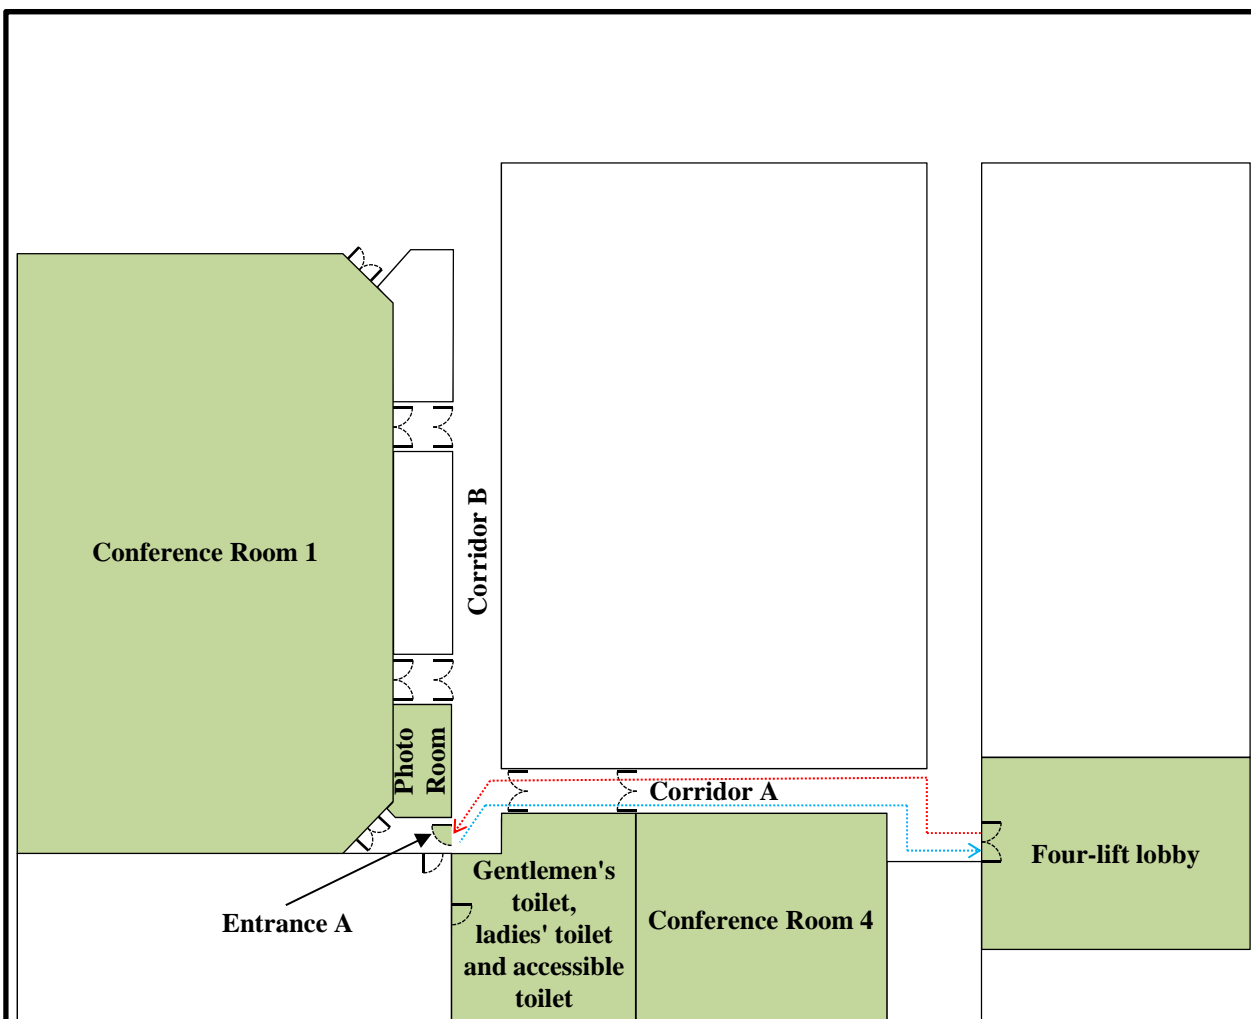 Conference Room 1
Corridor B
Photo
Room
Corridor A
Entrance A
Gentlemen's
toilet,
ladies' toilet
and accessible
toilet
Conference Room 4
Four-lift lobby